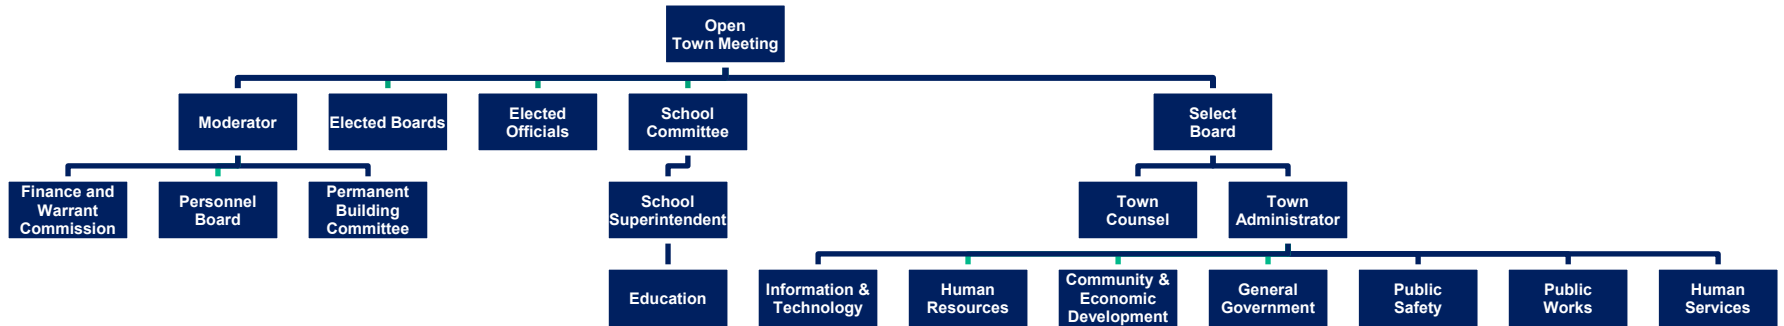 Open
Town Meeting
Moderator
Elected Boards
Elected
Officials
School
Committee
Select
Board
Finance and
Warrant
Commission
Personnel
Board
Permanent
Building
Committee
School
Superintendent
Town
Counsel
Town
Administrator
Education
Information &
Technology
Human
Resources
Community &
Economic
Development
General
Government
Public
Safety
Public
Works
Human
Services